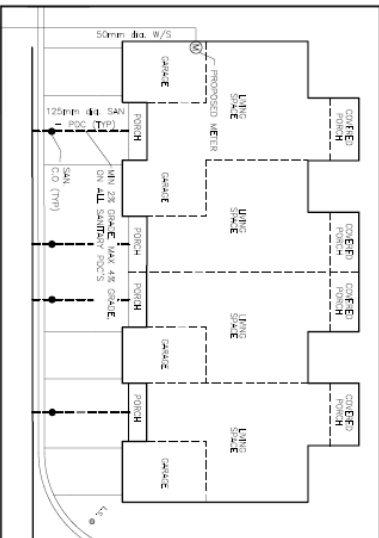 50mm dia. W/S
M
PROPOSED METER
GARAGE
LIVING
SPACE
COVERED
PORCH
125mm dia. SAN
PDC (TYP)
PORCH
SAN.
C.O (TYP)
MIN 2% GRADE, MAX 4% GRADE,
ON ALL SANITARY PDC'S
GARAGE
LIVING
SPACE
COVERED
PORCH
PORCH
COVERED
PORCH
PORCH
LIVING
SPACE
GARAGE
COVERED
PORCH
PORCH
LIVING
SPACE
GARAGE
L.S.